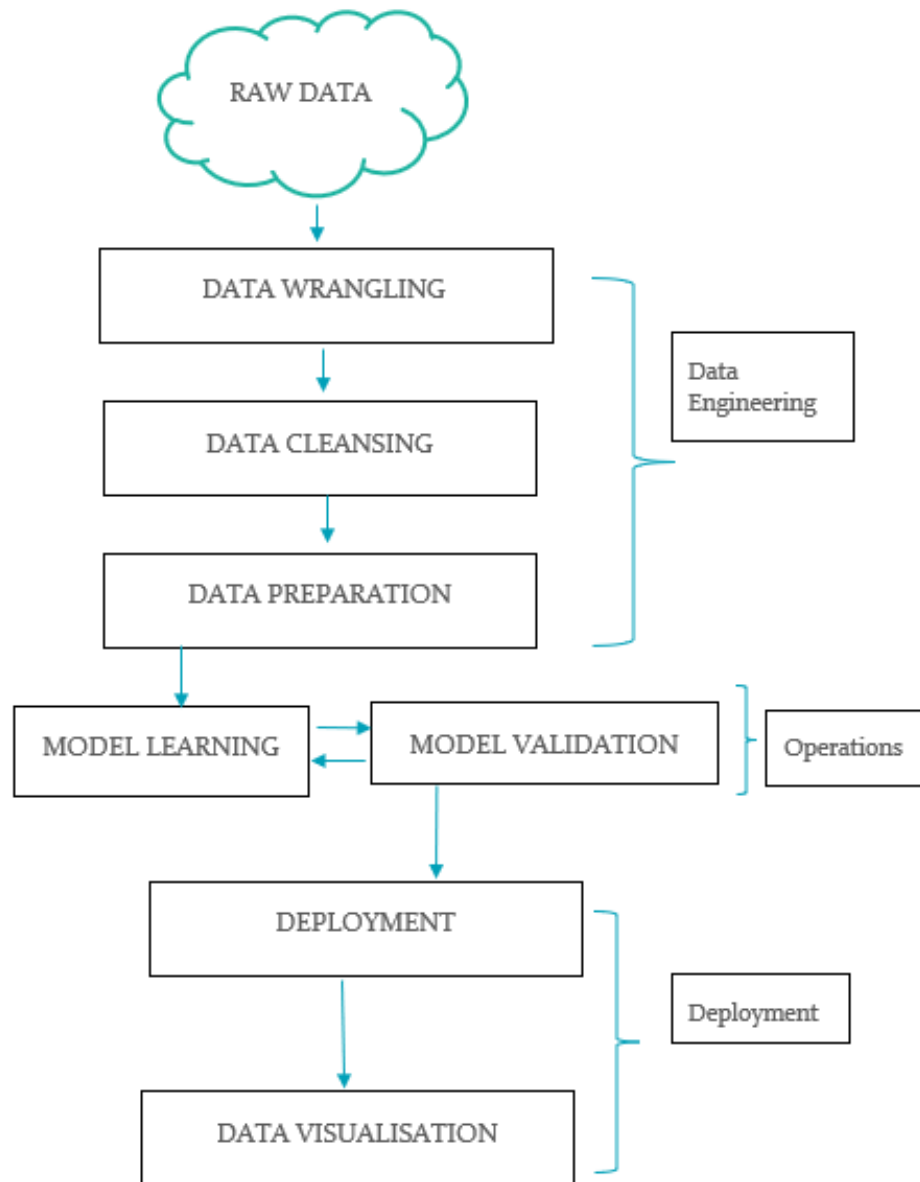 RAW DATA
DATA WRANGLING
Data
Engineering
DATA CLEANSING
DATA PREPARATION
MODEL LEARNING
MODEL VALIDATION
Operations
DEPLOYMENT
Deployment
DATA VISUALISATION